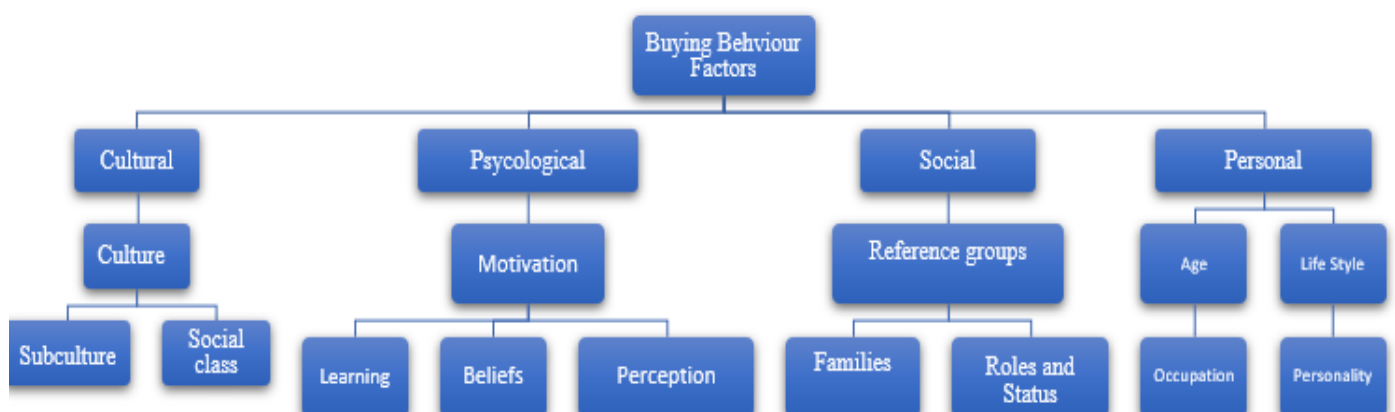 Buying Behviour
Factors
Cultural
Psycological
Social
Personal
Culture
Motivation
Reference groups
Age
Life Style
Subculture
Social
class
Learning
Beliefs
Perception
Families
Roles and
Status
Occupation
Personality